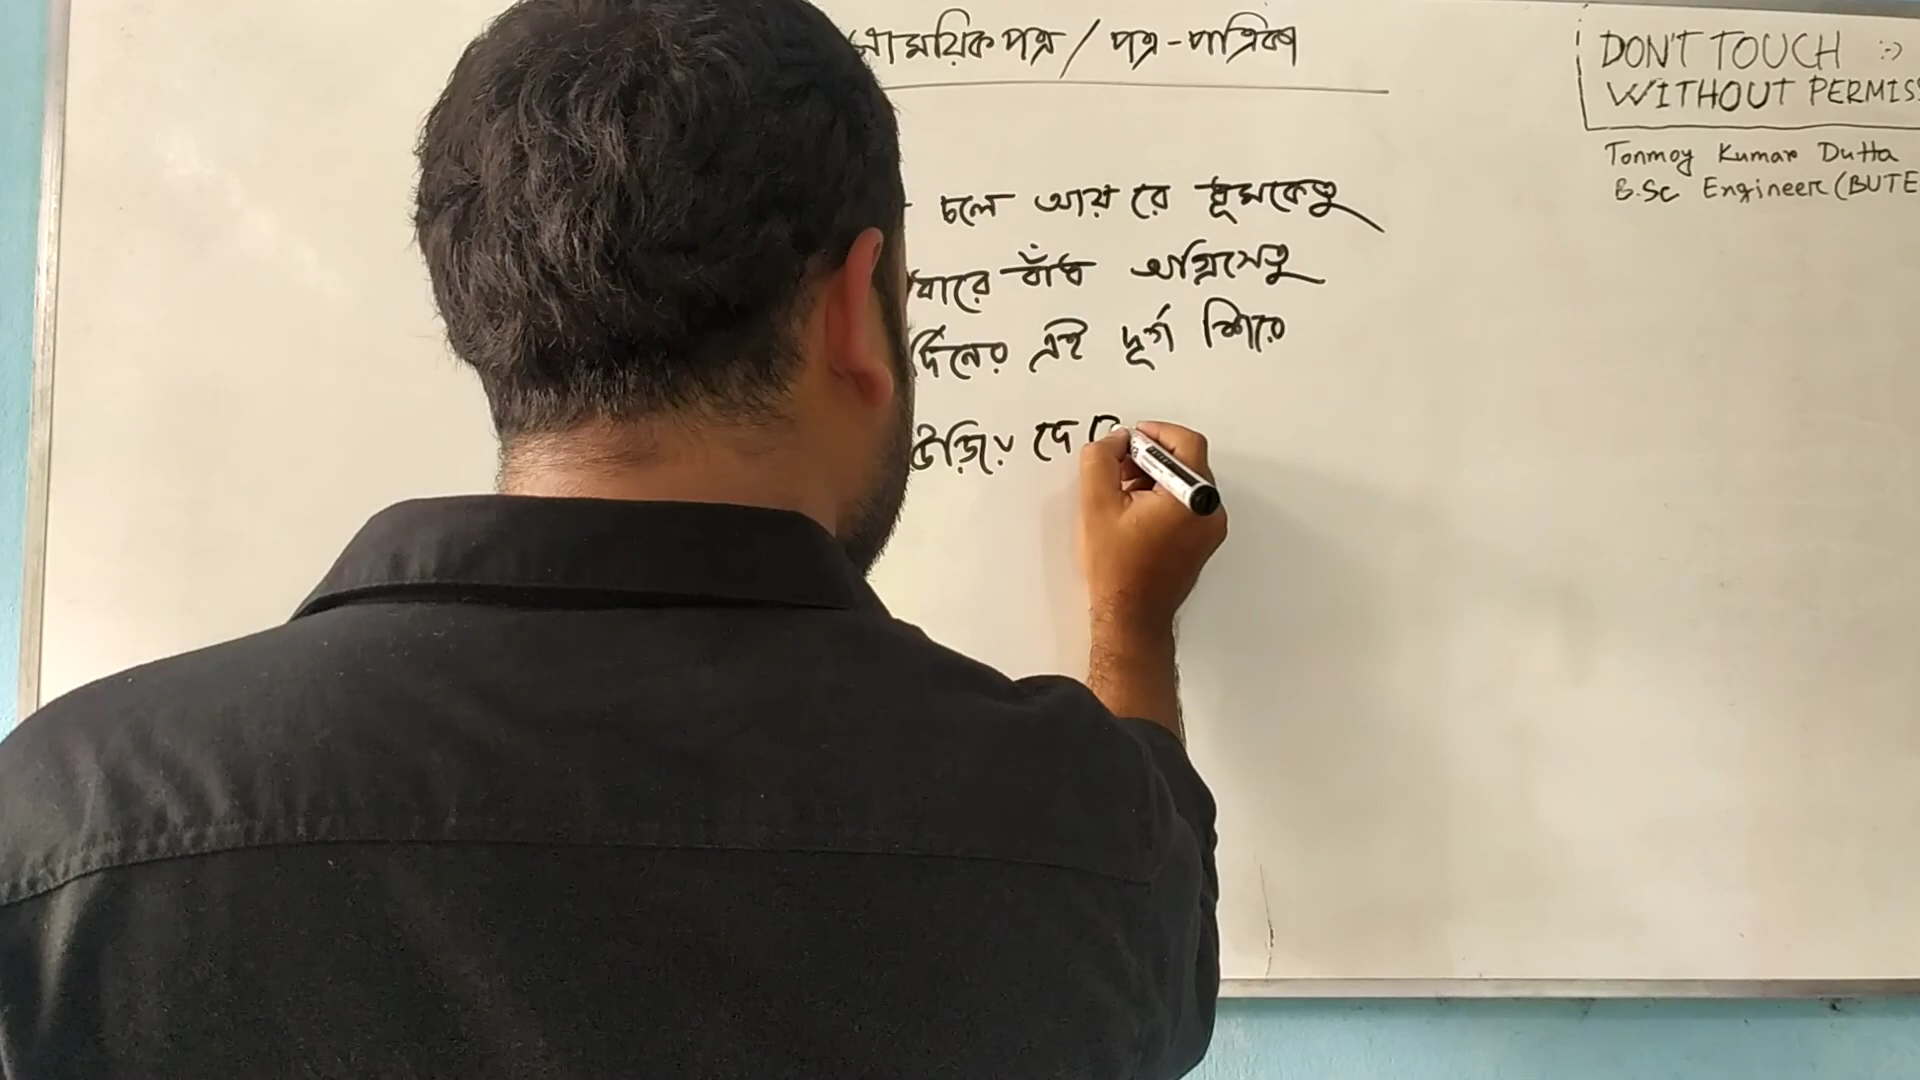 সাময়িক পত্র / পত্র-পত্রিকা
চলে আয় রে ধূমকেতু
ধারে বাঁধ অগ্নিসেতু
র্দিনের এই দূর্গ শিরে
উড়িয়ে দে
DON'T TOUCH :-)
WITHOUT PERMISS
Tonmoy Kumar Dutta
B.Sc Engineer (BUTE